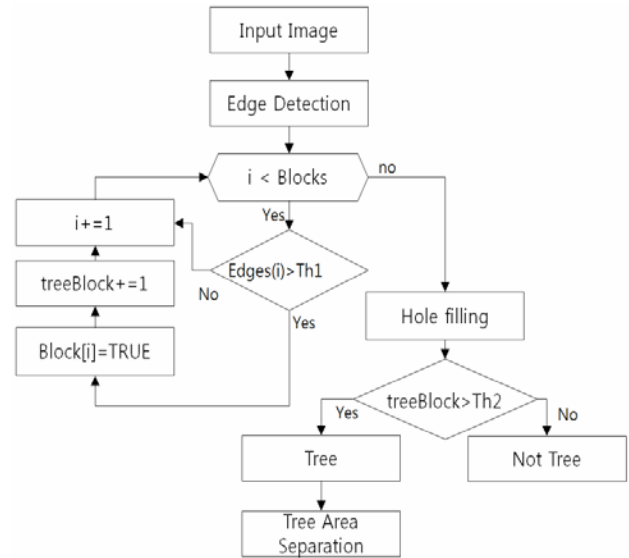 Input Image
Edge Detection
i < Blocks
no
Yes
i+=1
Edges(i)>Th1
No
treeBlock+=1
Yes
Block[i]=TRUE
Hole filling
treeBlock>Th2
Yes
No
Tree
Not Tree
Tree Area
Separation